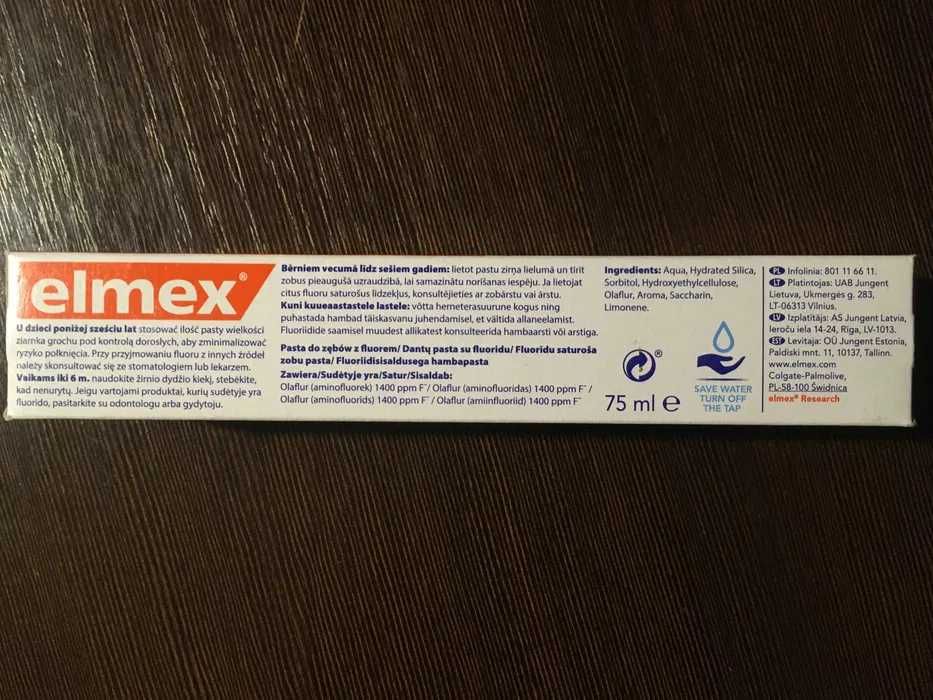 elmex®
U dzieci poniżej sześciu lat stosować ilość pasty wielkości
ziarnka grochu pod kontrolą dorosłych, aby zminimalizować
ryzyko połknięcia. Przy przyjmowaniu fluoru z innych źródeł
należy skonsultować się ze stomatologiem lub lekarzem.
Vaikams iki 6 m. naudokite žirnio dydžio kiekį, stebėkite,
kad nenurytų. Jeigu vartojami produktai, kurių sudėtyje yra
fluorido, pasitarkite su odontologu arba gydytoju.
Bērniem vecumā līdz sešiem gadiem: lietot pastu zirņa lielumā un tīrīt
zobus pieaugušā uzraudzībā, lai samazinātu norīšanas iespēju. Ja lietojat
citus fluoru saturošus līdzekļus, konsultējieties ar zobārstu vai ārstu.
Kuni kuueaastastele lastele: võtta herneterasuurune kogus ning
puhastada hambad täiskasvanu juhendamisel, et vältida allaneelamist.
Fluoriidide saamisel muudest allikatest konsulteerida hambaarsti või arstiga.
Pasta do zębów z fluorem/ Dantų pasta su fluoridu/ Fluoridu saturoša
zobu pasta/ Fluoriidisisaldusega hambapasta
Zawiera/Sudėtyje yra/Satur/Sisaldab:
Olaflur (aminofluorek) 1400 ppm F⁻/ Olaflur (aminofluoridas) 1400 ppm F⁻/
Olaflur (aminofluorīds) 1400 ppm F⁻/ Olaflur (amiinfluoriid) 1400 ppm F⁻
Ingredients: Aqua, Hydrated Silica,
Sorbitol, Hydroxyethylcellulose,
Olaflur, Aroma, Saccharin,
Limonene.
®
75 ml ℮
SAVE WATER
TURN OFF
THE TAP
PL Infolinia: 801 11 66 11.
LT Platintojas: UAB Jungent
Lietuva, Ukmergės g. 283,
LT-06313 Vilnius.
LV Izplatītājs: AS Jungent Latvia,
Ieroču iela 14-24, Rīga, LV-1013.
EST Levitaja: OÜ Jungent Estonia,
Paldiski mnt. 11, 10137, Tallinn.
www.elmex.com
Colgate-Palmolive,
PL-58-100 Świdnica
elmex® Research